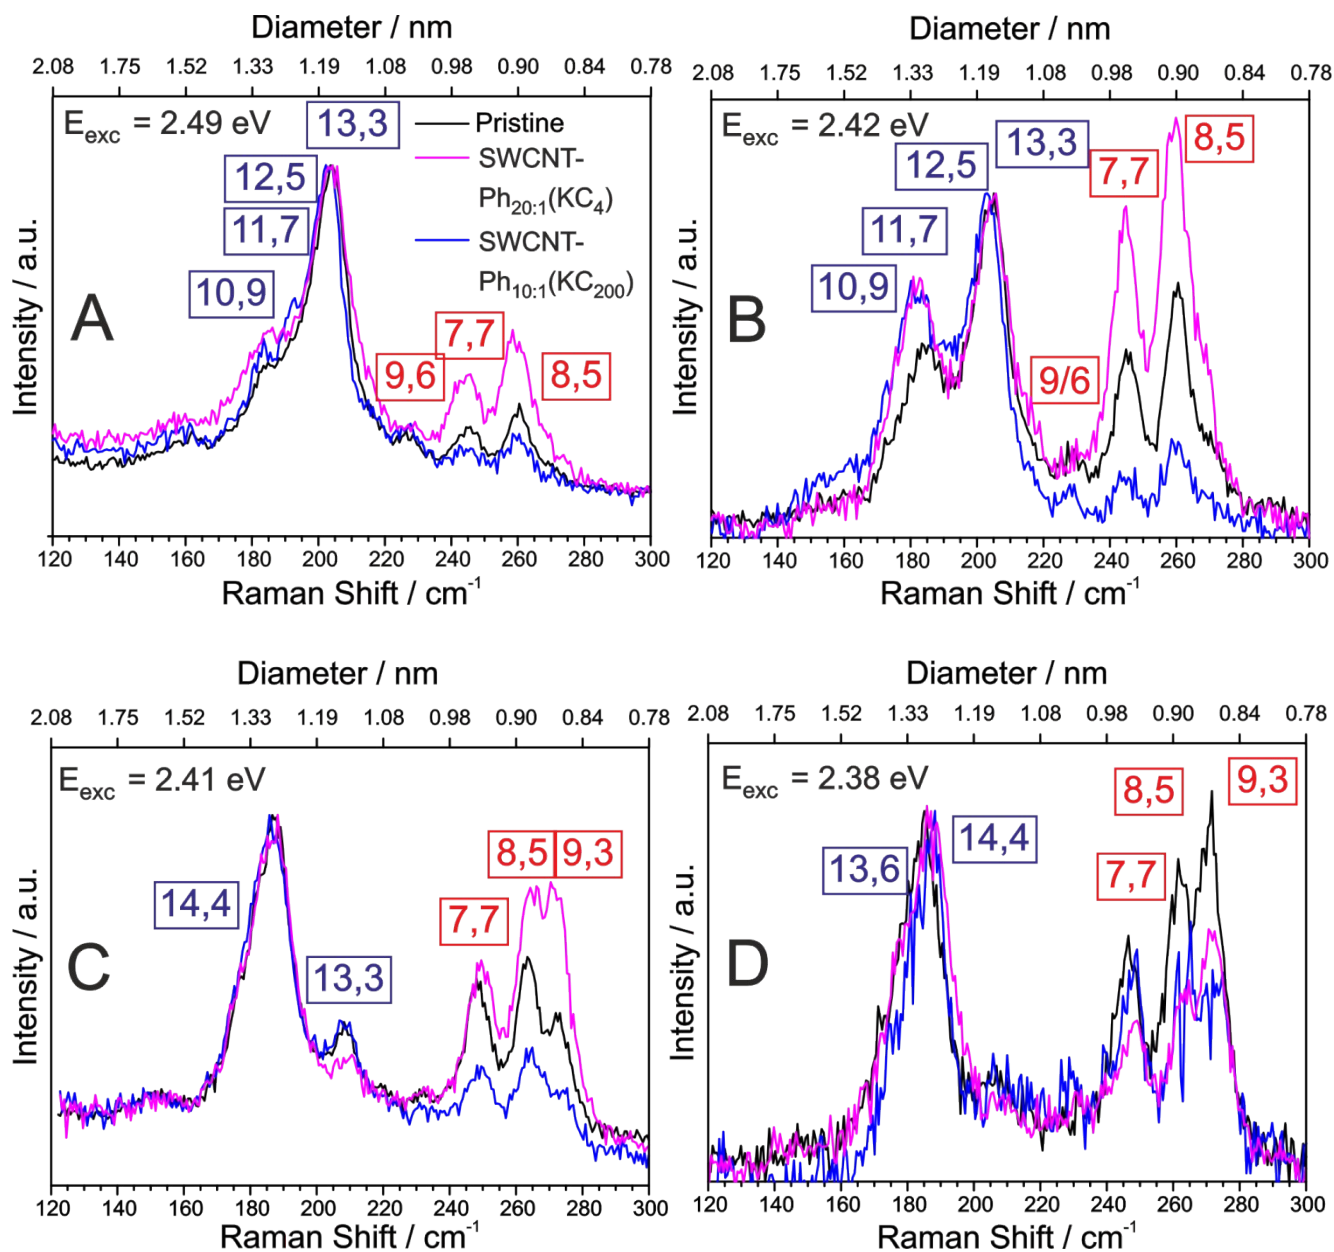 Diameter / nm
2.08 1.75 1.52 1.33 1.19 1.08 0.98 0.90 0.84 0.78
E_exc = 2.49 eV
13,3
Pristine
SWCNT-
Ph_20:1(KC_4)
SWCNT-
Ph_10:1(KC_200)
12,5
11,7
10,9
A
7,7
9,6
8,5
Intensity / a.u.
120 140 160 180 200 220 240 260 280 300
Raman Shift / cm^-1
Diameter / nm
2.08 1.75 1.52 1.33 1.19 1.08 0.98 0.90 0.84 0.78
E_exc = 2.42 eV
12,5
13,3
7,7
8,5
11,7
10,9
B
9/6
Intensity / a.u.
120 140 160 180 200 220 240 260 280 300
Raman Shift / cm^-1
Diameter / nm
2.08 1.75 1.52 1.33 1.19 1.08 0.98 0.90 0.84 0.78
E_exc = 2.41 eV
8,5
9,3
14,4
7,7
C
13,3
Intensity / a.u.
120 140 160 180 200 220 240 260 280 300
Raman Shift / cm^-1
Diameter / nm
2.08 1.75 1.52 1.33 1.19 1.08 0.98 0.90 0.84 0.78
E_exc = 2.38 eV
8,5
9,3
13,6
14,4
7,7
D
Intensity / a.u.
120 140 160 180 200 220 240 260 280 300
Raman Shift / cm^-1